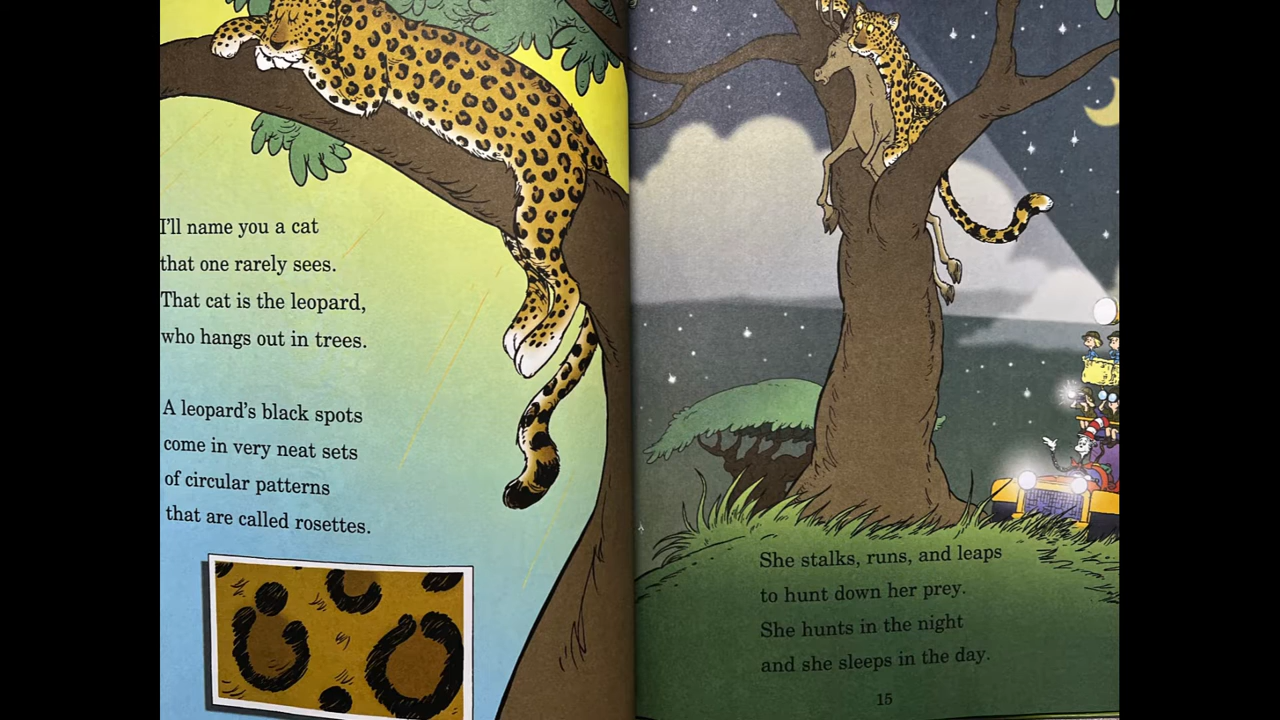 I'll name you a cat
that one rarely sees.
That cat is the leopard,
who hangs out in trees.
A leopard's black spots
come in very neat sets
of circular patterns
that are called rosettes.
She stalks, runs, and leaps
to hunt down her prey.
She hunts in the night
and she sleeps in the day.
15